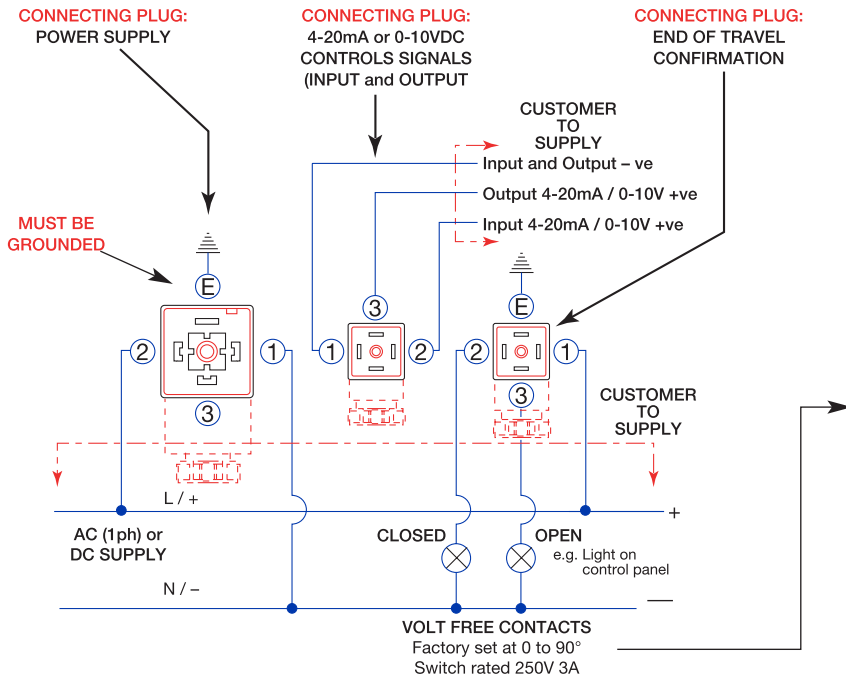 CONNECTING PLUG:
POWER SUPPLY
CONNECTING PLUG:
4-20mA or 0-10VDC
CONTROLS SIGNALS
(INPUT and OUTPUT
CONNECTING PLUG:
END OF TRAVEL
CONFIRMATION
CUSTOMER
TO
SUPPLY
Input and Output – ve
Output 4-20mA / 0-10V +ve
Input 4-20mA / 0-10V +ve
MUST BE
GROUNDED
E
2
1
3
3
1
2
E
2
1
3
CUSTOMER
TO
SUPPLY
L / +
+
AC (1ph) or
DC SUPPLY
CLOSED
OPEN
e.g. Light on
control panel
N / –
—
VOLT FREE CONTACTS
Factory set at 0 to 90°
Switch rated 250V 3A